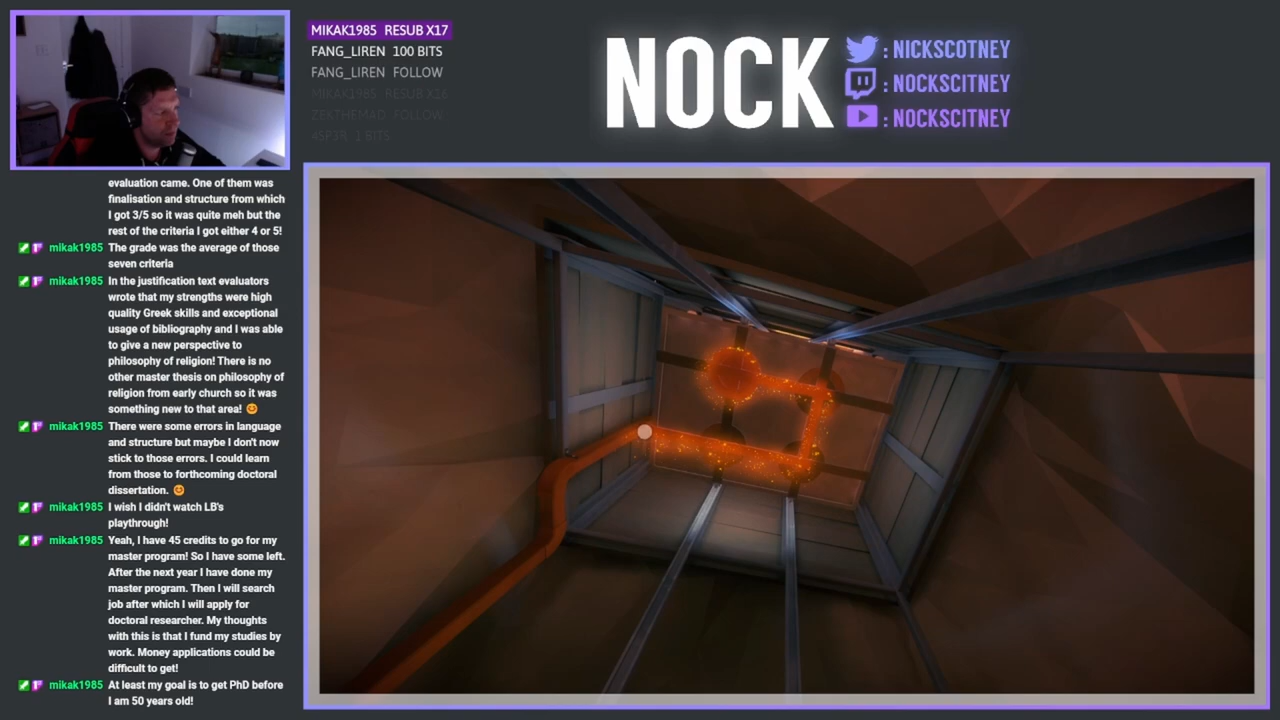 MIKAK1985 RESUB X17
FANG_LIREN 100 BITS
FANG_LIREN FOLLOW
MIKAK1985 RESUB X16
ZEKTHEMAD FOLLOW
4SP3R 1 BITS
NOCK
: NICKSCOTNEY
: NOCKSCITNEY
: NOCKSCITNEY
evaluation came. One of them was
finalisation and structure from which
I got 3/5 so it was quite meh but the
rest of the criteria I got either 4 or 5!
mikak1985 The grade was the average of those
seven criteria
mikak1985 In the justification text evaluators
wrote that my strengths were high
quality Greek skills and exceptional
usage of bibliography and I was able
to give a new perspective to
philosophy of religion! There is no
other master thesis on philosophy of
religion from early church so it was
something new to that area!
mikak1985 There were some errors in language
and structure but maybe I don't now
stick to those errors. I could learn
from those to forthcoming doctoral
dissertation.
mikak1985 I wish I didn't watch LB's
playthrough!
mikak1985 Yeah, I have 45 credits to go for my
master program! So I have some left.
After the next year I have done my
master program. Then I will search
job after which I will apply for
doctoral researcher. My thoughts
with this is that I fund my studies by
work. Money applications could be
difficult to get!
mikak1985 At least my goal is to get PhD before
I am 50 years old!